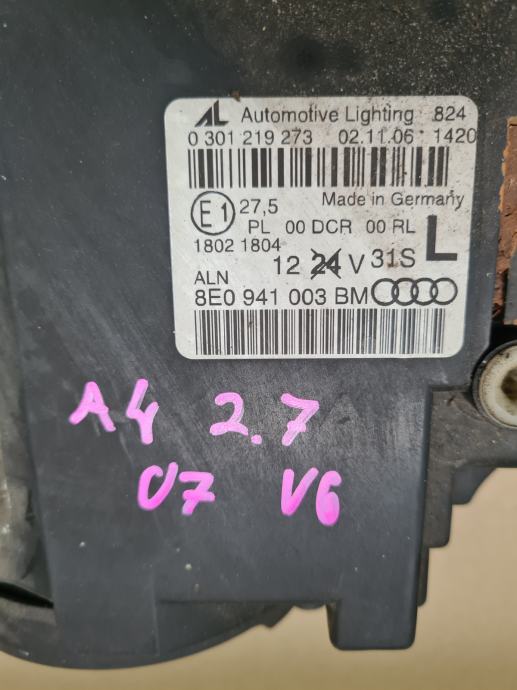 AL Automotive Lighting 824
0 301 219 273 02.11.06 1420
Made in Germany
E1 27,5
PL 00 DCR 00 RL
1802 1804 L
12 24 V 31S
ALN
8E0 941 003 BM
A4 2.7
07 V6